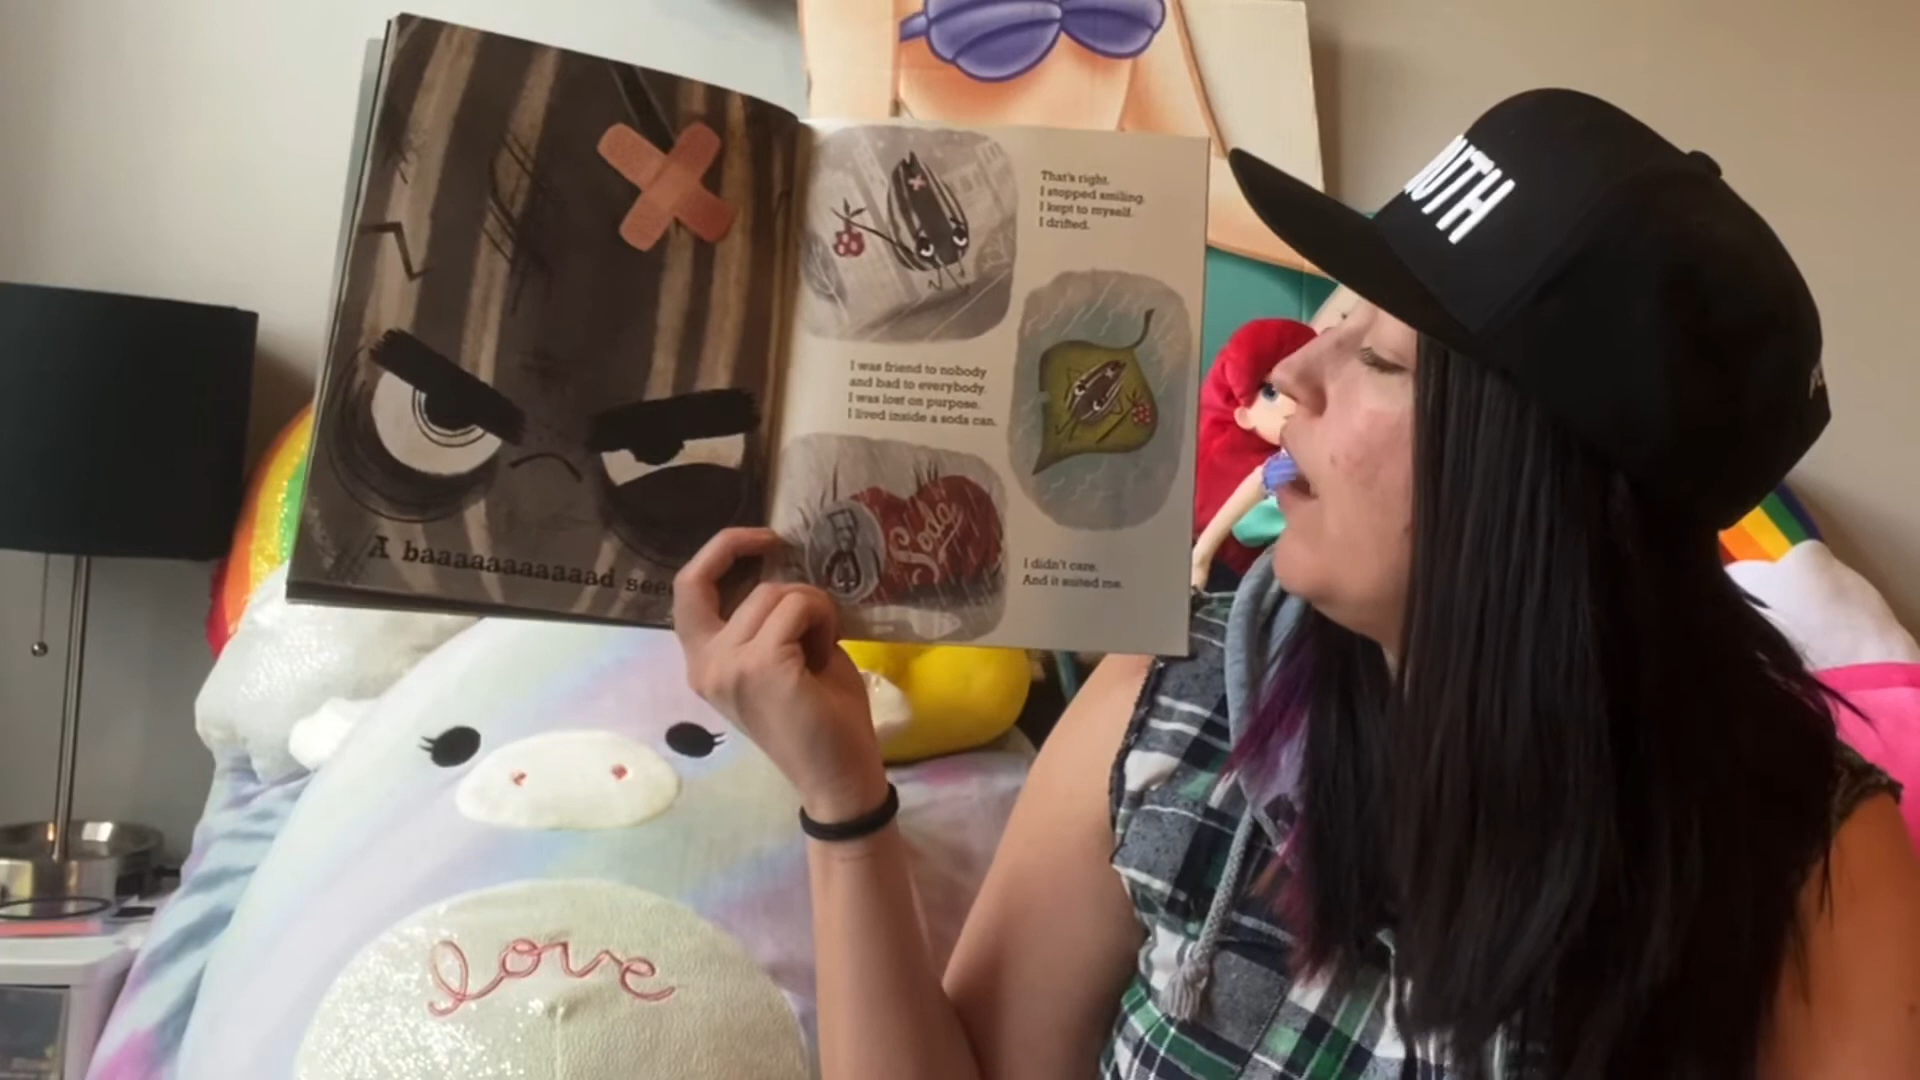 A baaaaaaaaaaaad
That's right.
I stopped smiling.
I kept to myself.
I drifted.
I was friend to nobody
and bad to everybody.
I was lost on purpose.
I lived inside a soda can.
Soda
I didn't care.
And it suited me.
love